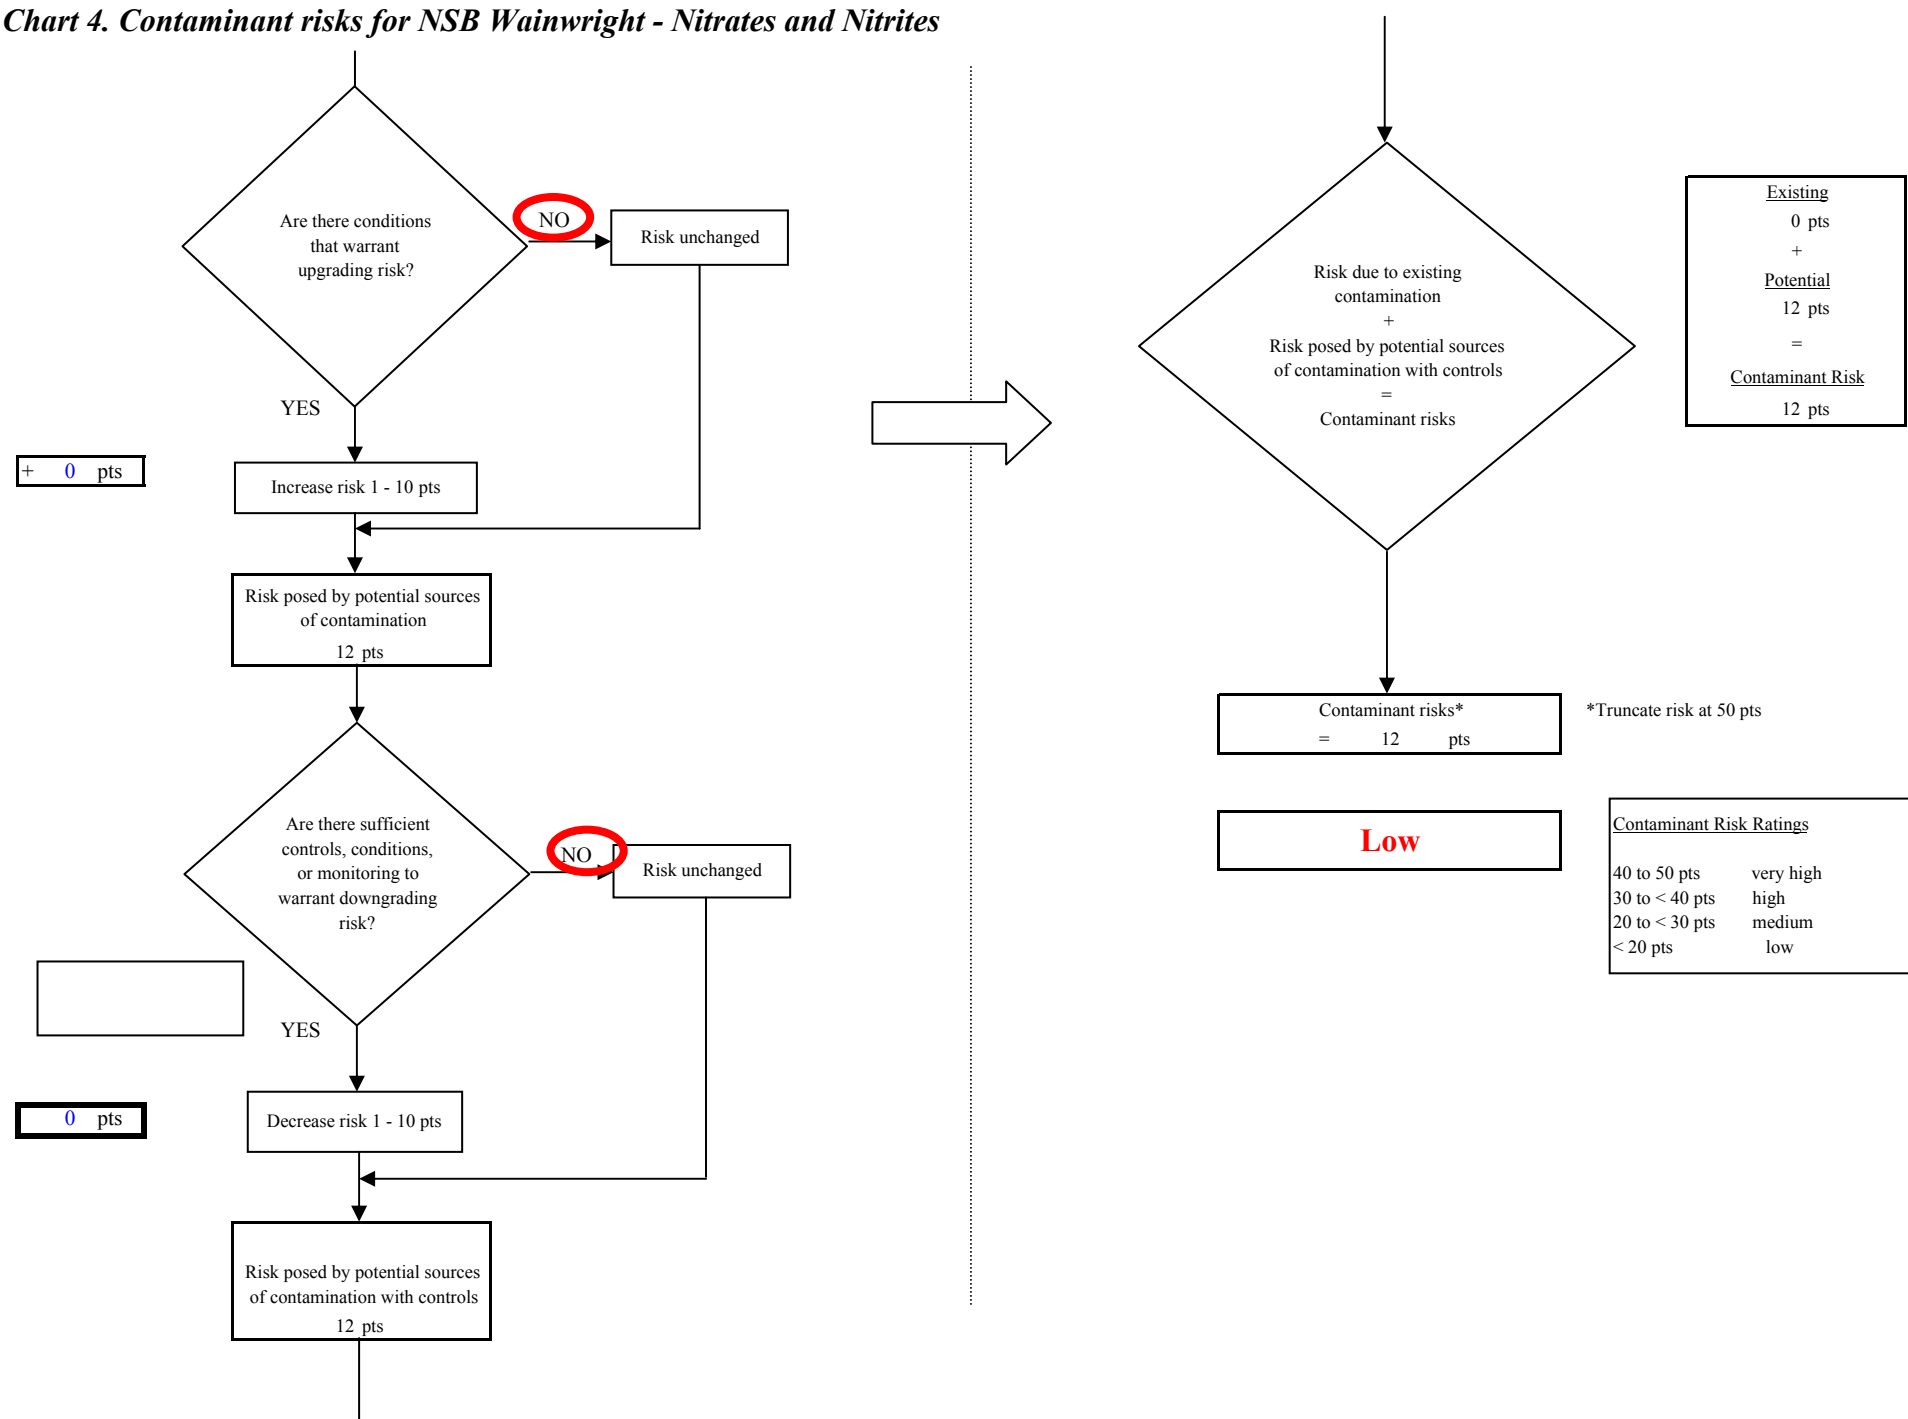 Chart 4. Contaminant risks for NSB Wainwright - Nitrates and Nitrites
Are there conditions
that warrant
upgrading risk?
NO
Risk unchanged
YES
+ 0 pts
Increase risk 1 - 10 pts
Risk posed by potential sources
of contamination
12 pts
Are there sufficient
controls, conditions,
or monitoring to
warrant downgrading
risk?
NO
Risk unchanged
YES
0 pts
Decrease risk 1 - 10 pts
Risk posed by potential sources
of contamination with controls
12 pts
Risk due to existing
contamination
+
Risk posed by potential sources
of contamination with controls
=
Contaminant risks
Existing
0 pts
+
Potential
12 pts
=
Contaminant Risk
12 pts
Contaminant risks*
= 12 pts
*Truncate risk at 50 pts
Low
Contaminant Risk Ratings
40 to 50 pts very high
30 to < 40 pts high
20 to < 30 pts medium
< 20 pts low